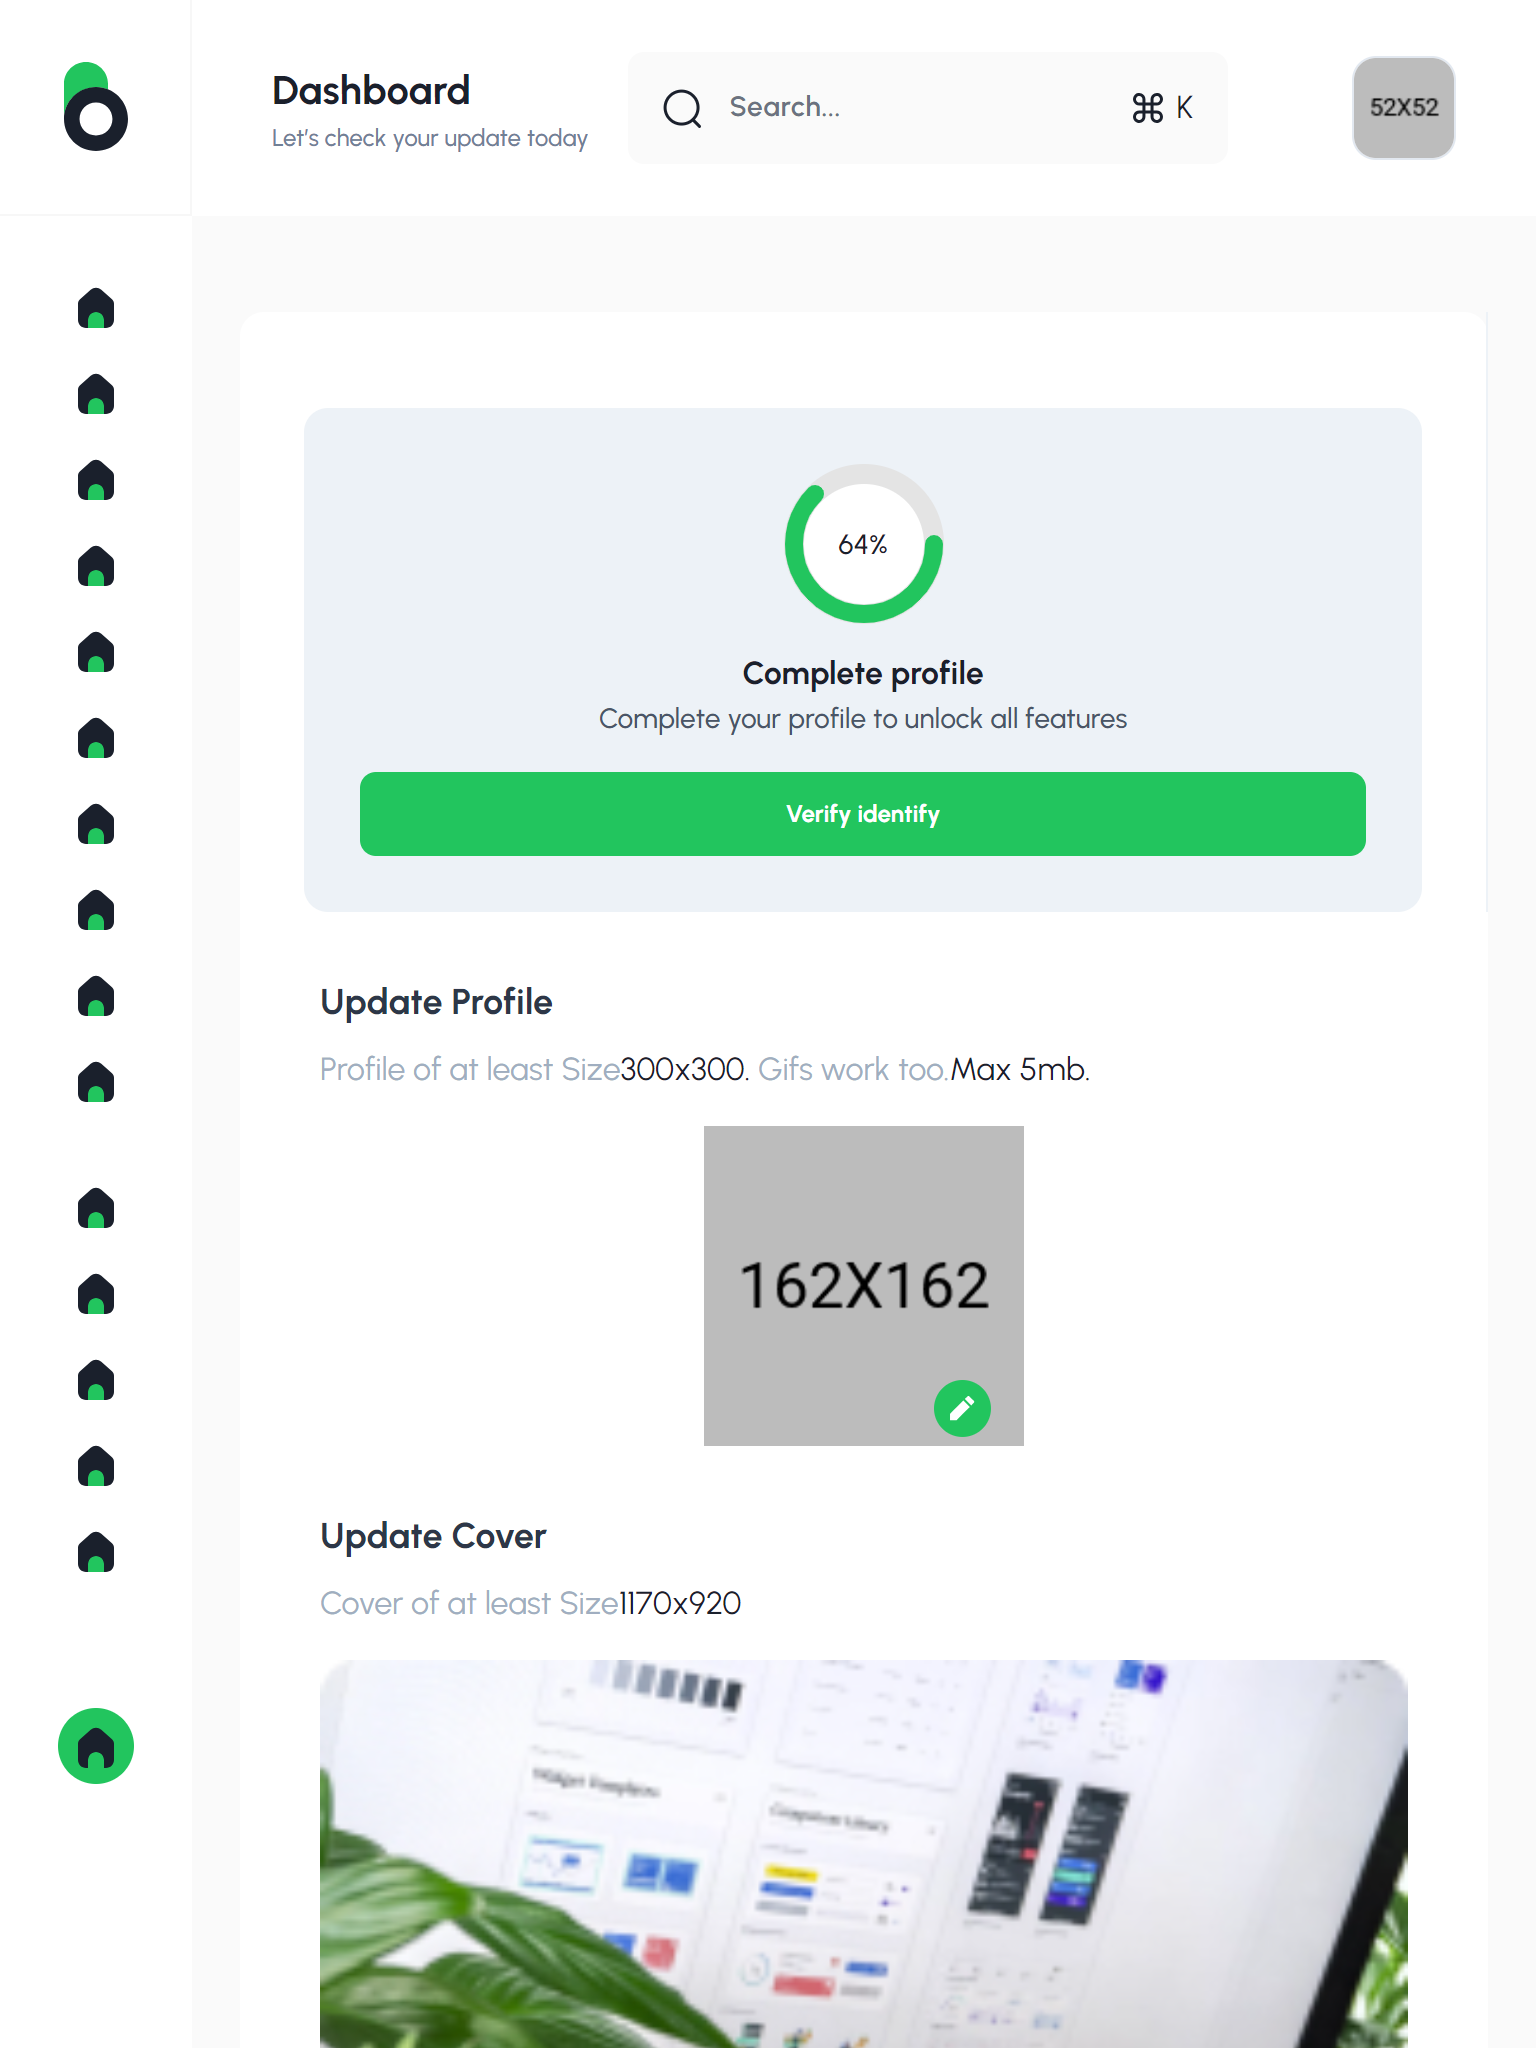 Dashboard
Let's check your update today
Search...
⌘ K
52X52
64%
Complete profile
Complete your profile to unlock all features
Verify identify
Update Profile
Profile of at least Size300x300. Gifs work too.Max 5mb.
162X162
Update Cover
Cover of at least Size1170x920
Widget Templates